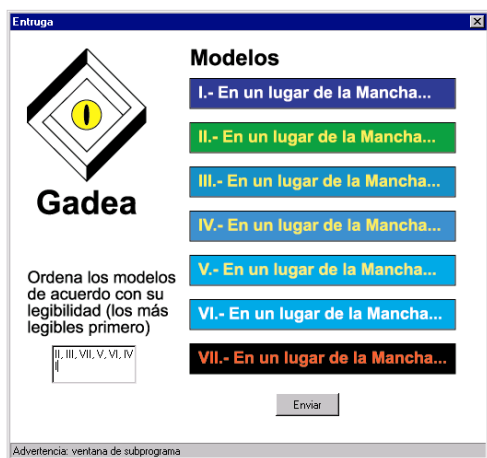 Entruga
Modelos
I.- En un lugar de la Mancha...
II.- En un lugar de la Mancha...
III.- En un lugar de la Mancha...
IV.- En un lugar de la Mancha...
V.- En un lugar de la Mancha...
VI.- En un lugar de la Mancha...
VII.- En un lugar de la Mancha...
Gadea
Ordena los modelos
de acuerdo con su
legibilidad (los más
legibles primero)
II, III, VII, V, VI, IV
I
Enviar
Advertencia: ventana de subprograma